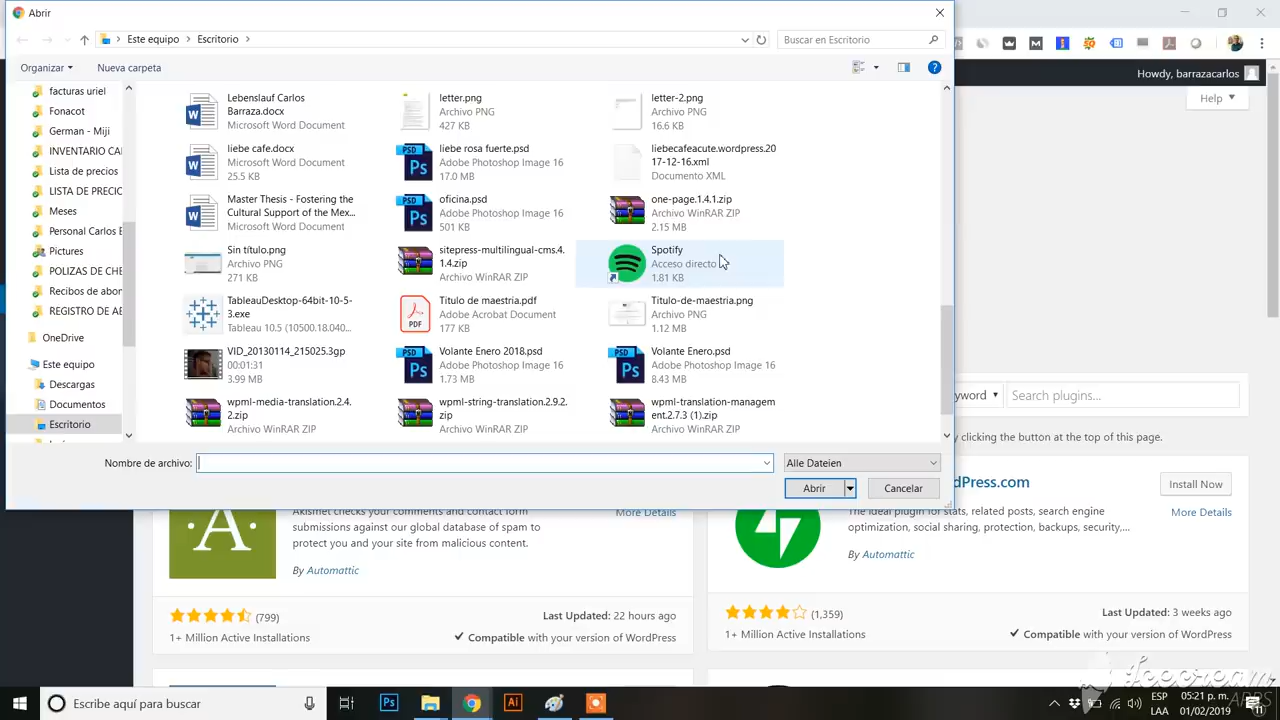 Abrir
Este equipo
Escritorio
Buscar en Escritorio
Organizar
Nueva carpeta
Howdy, barrazacarlos
Help
facturas uriel
Fonacot
German - Miji
INVENTARIO CA
Lista de precios
LISTA DE PRECIO
Meses
Personal Carlos B
Pictures
POLIZAS DE CHE
Recibos de abon
REGISTRO DE AB
OneDrive
Este equipo
Descargas
Documentos
Escritorio
Lebenslauf Carlos
Barraza.docx
Microsoft Word Document
letter.png
Archivo PNG
427 KB
letter-2.png
Archivo PNG
16.6 KB
liebe cafe.docx
Microsoft Word Document
25.5 KB
liebe rosa fuerte.psd
Adobe Photoshop Image 16
17.0 MB
liebecafeacute.wordpress.20
17-12-16.xml
Documento XML
Master Thesis - Fostering the
Cultural Support of the Mex...
Microsoft Word Document
oficina.psd
Adobe Photoshop Image 16
501 KB
one-page.1.4.1.zip
Archivo WinRAR ZIP
2.15 MB
Sin título.png
Archivo PNG
271 KB
sitepress-multilingual-cms.4.
1.4.zip
Archivo WinRAR ZIP
Spotify
Acceso directo
1.81 KB
TableauDesktop-64bit-10-5-
3.exe
Tableau 10.5 (10500.18.040...
Titulo de maestria.pdf
Adobe Acrobat Document
177 KB
Titulo-de-maestria.png
Archivo PNG
1.12 MB
VID_20130114_215025.3gp
00:01:31
3.99 MB
Volante Enero 2018.psd
Adobe Photoshop Image 16
1.73 MB
Volante Enero.psd
Adobe Photoshop Image 16
8.43 MB
wpml-media-translation.2.4.
2.zip
Archivo WinRAR ZIP
wpml-string-translation.2.9.2.
zip
Archivo WinRAR ZIP
wpml-translation-managem
ent.2.7.3 (1).zip
Archivo WinRAR ZIP
Nombre de archivo:
Alle Dateien
Abrir
Cancelar
yword
Search plugins...
y clicking the button at the top of this page.
dPress.com
Install Now
More Details
Akismet checks your comments and contact form
submissions against our global database of spam to
protect you and your site from malicious content.
By Automattic
More Details
The ideal plugin for stats, related posts, search engine
optimization, social sharing, protection, backups, security,...
By Automattic
(799)
1+ Million Active Installations
Last Updated: 22 hours ago
Compatible with your version of WordPress
(1,359)
1+ Million Active Installations
Last Updated: 3 weeks ago
Compatible with your version of WordPress
Icecream
APPS
Escribe aquí para buscar
ESP
LAA
05:21 p. m.
01/02/2019